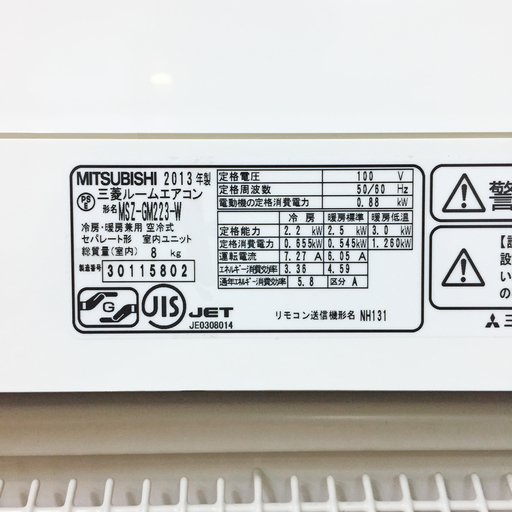 MITSUBISHI 2013年製
PS E 三菱ルームエアコン
形名 MSZ-GM223-W
冷房・暖房兼用 空冷式
セパレート形 室内ユニット
総質量(室内) 8 kg
製造番号 30115802
G JIS JET
JE0308014
定格電圧 100 V
定格周波数 50/60 Hz
電動機の定格消費電力 0.88 kW
冷房 暖房標準 暖房低温
定格能力 2.2 kW 2.5 kW 3.0 kW
定格消費電力 0.655kW 0.545kW 1.260kW
運転電流 7.27 A 6.05 A
エネルギー消費効率 3.36 4.59
通年エネルギー消費効率 5.8 区分 A
リモコン送信機形名 NH131
警
設
い
の
三